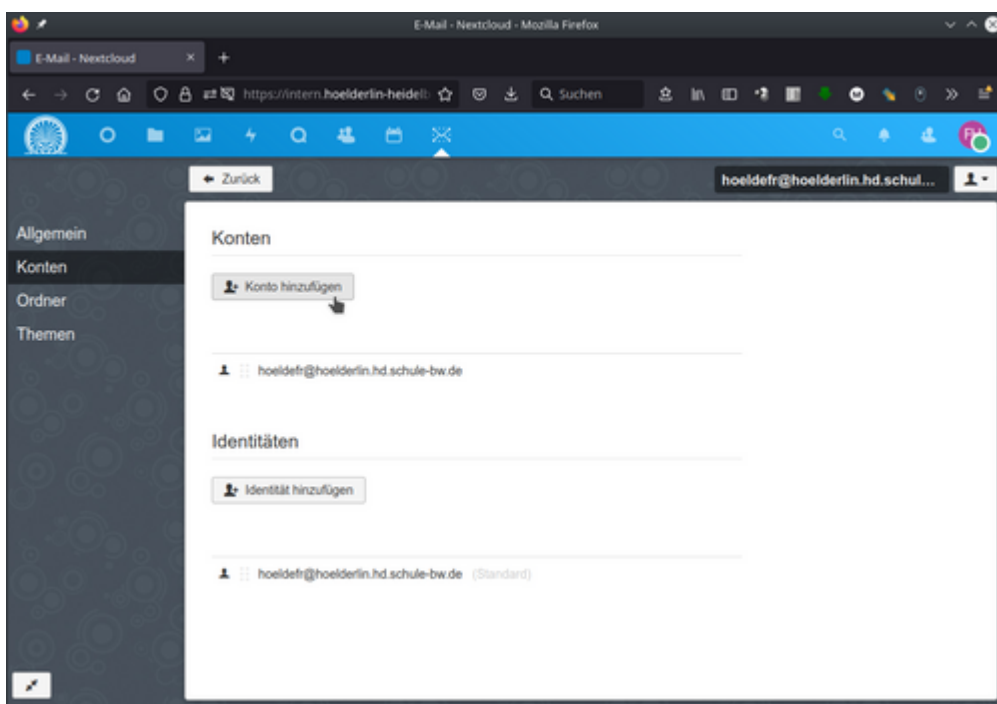 E-Mail - Nextcloud - Mozilla Firefox
E-Mail - Nextcloud
https://intern.hoelderlin-heidelb
Suchen
Zurück
hoeldefr@hoelderlin.hd.schul...
Allgemein
Konten
Ordner
Themen
Konten
Konto hinzufügen
hoeldefr@hoelderlin.hd.schule-bw.de
Identitäten
Identität hinzufügen
hoeldefr@hoelderlin.hd.schule-bw.de (Standard)